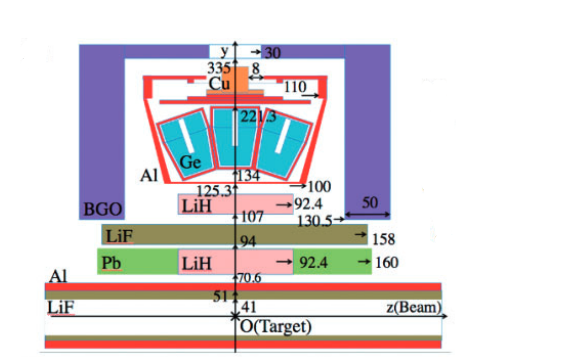 y 30
335 8
Cu
110
221.3
Ge
Al 134
125.3 100
LiH 92.4 50
BGO 107 130.5
LiF 94 158
Pb LiH 92.4 160
Al 70.6
51
LiF 41 z(Beam)
O(Target)